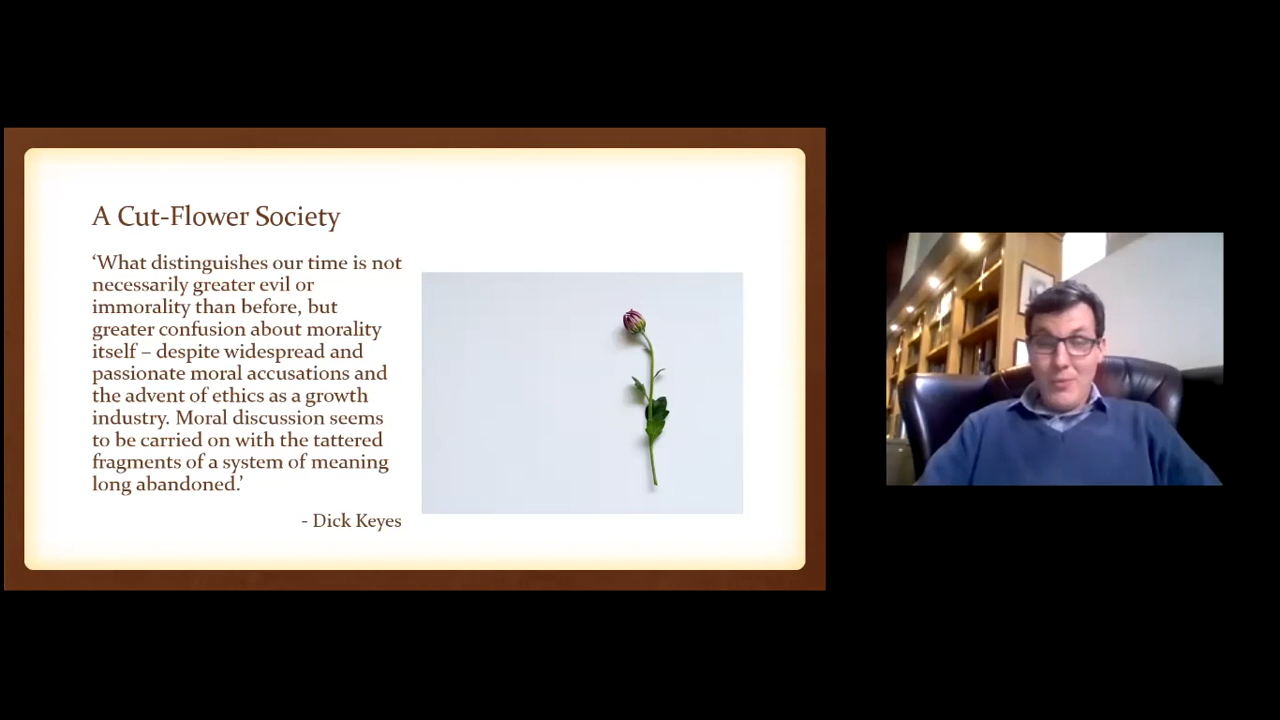 A Cut-Flower Society
‘What distinguishes our time is not
necessarily greater evil or
immorality than before, but
greater confusion about morality
itself – despite widespread and
passionate moral accusations and
the advent of ethics as a growth
industry. Moral discussion seems
to be carried on with the tattered
fragments of a system of meaning
long abandoned.’
- Dick Keyes